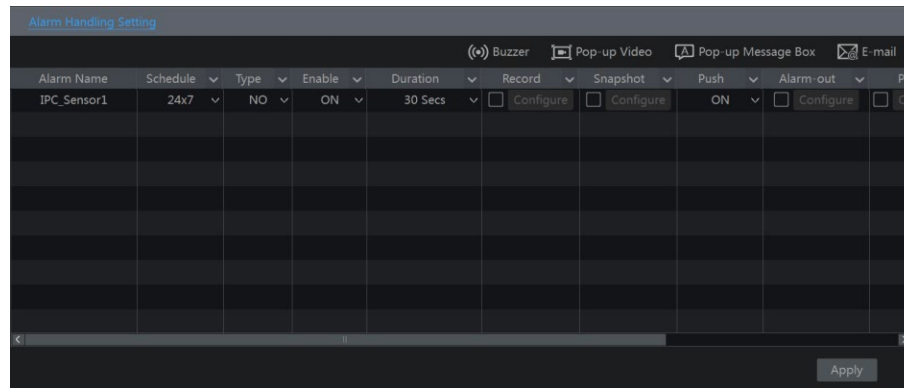 Alarm Handling Setting
Buzzer Pop-up Video Pop-up Message Box E-mail
Alarm Name Schedule Type Enable Duration Record Snapshot Push Alarm-out P
IPC_Sensor1 24x7 NO ON 30 Secs Configure Configure ON Configure C
Apply